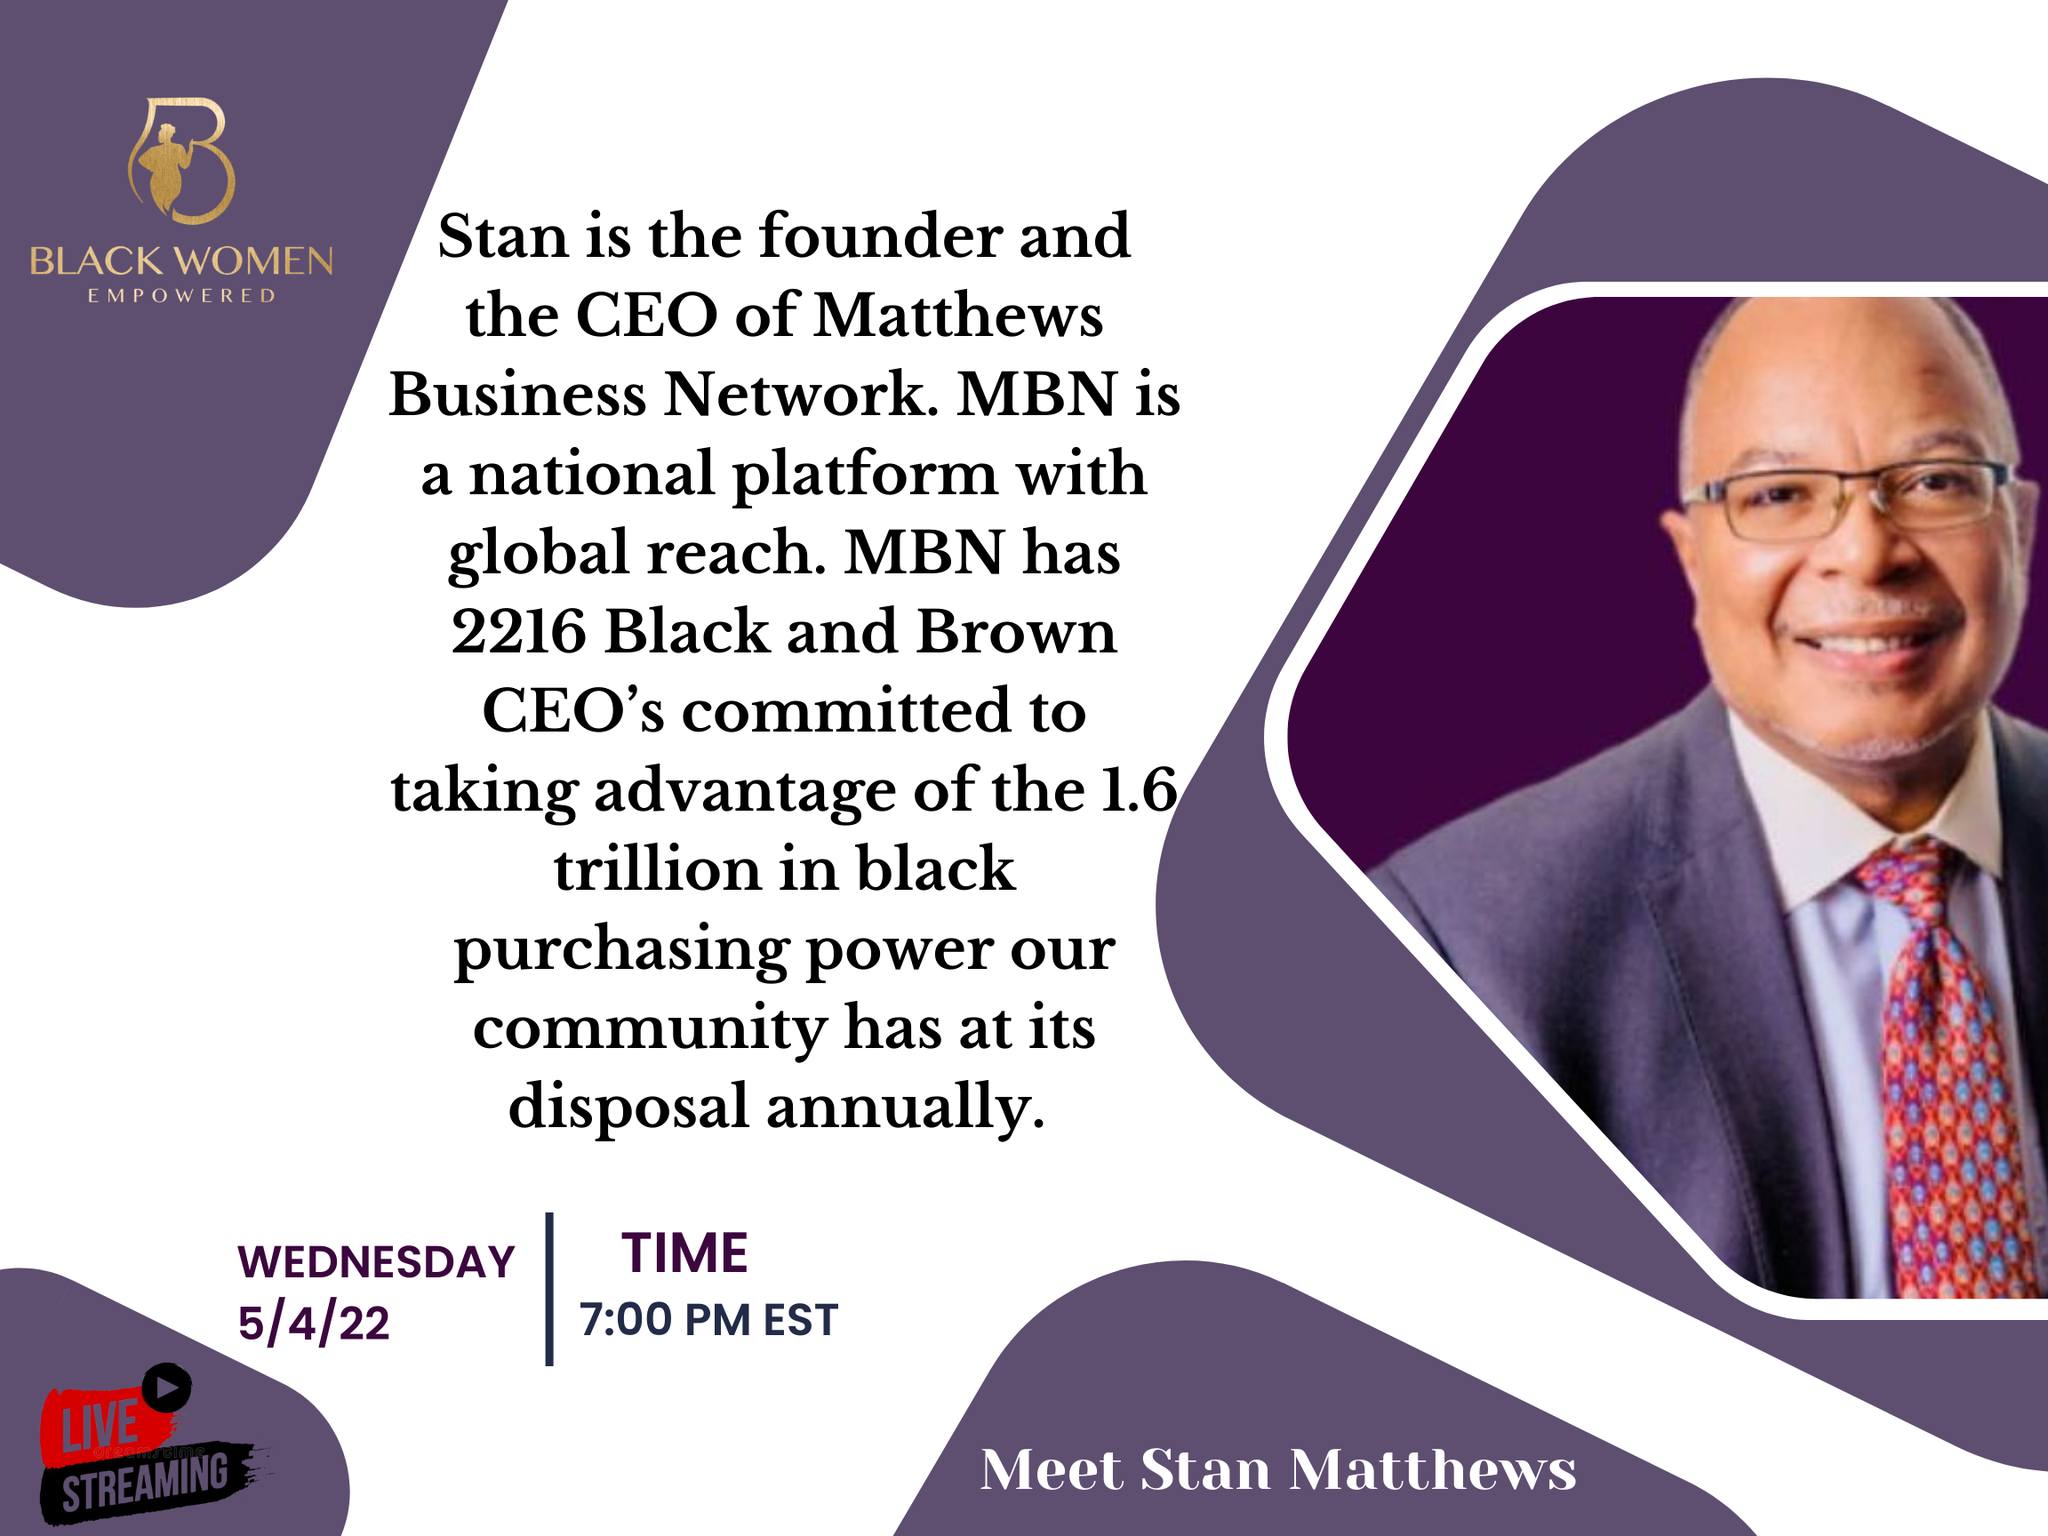 BLACK WOMEN
EMPOWERED
Stan is the founder and
the CEO of Matthews
Business Network. MBN is
a national platform with
global reach. MBN has
2216 Black and Brown
CEO’s committed to
taking advantage of the 1.6
trillion in black
purchasing power our
community has at its
disposal annually.
WEDNESDAY
5/4/22
TIME
7:00 PM EST
LIVE
dreamstime
STREAMING
Meet Stan Matthews